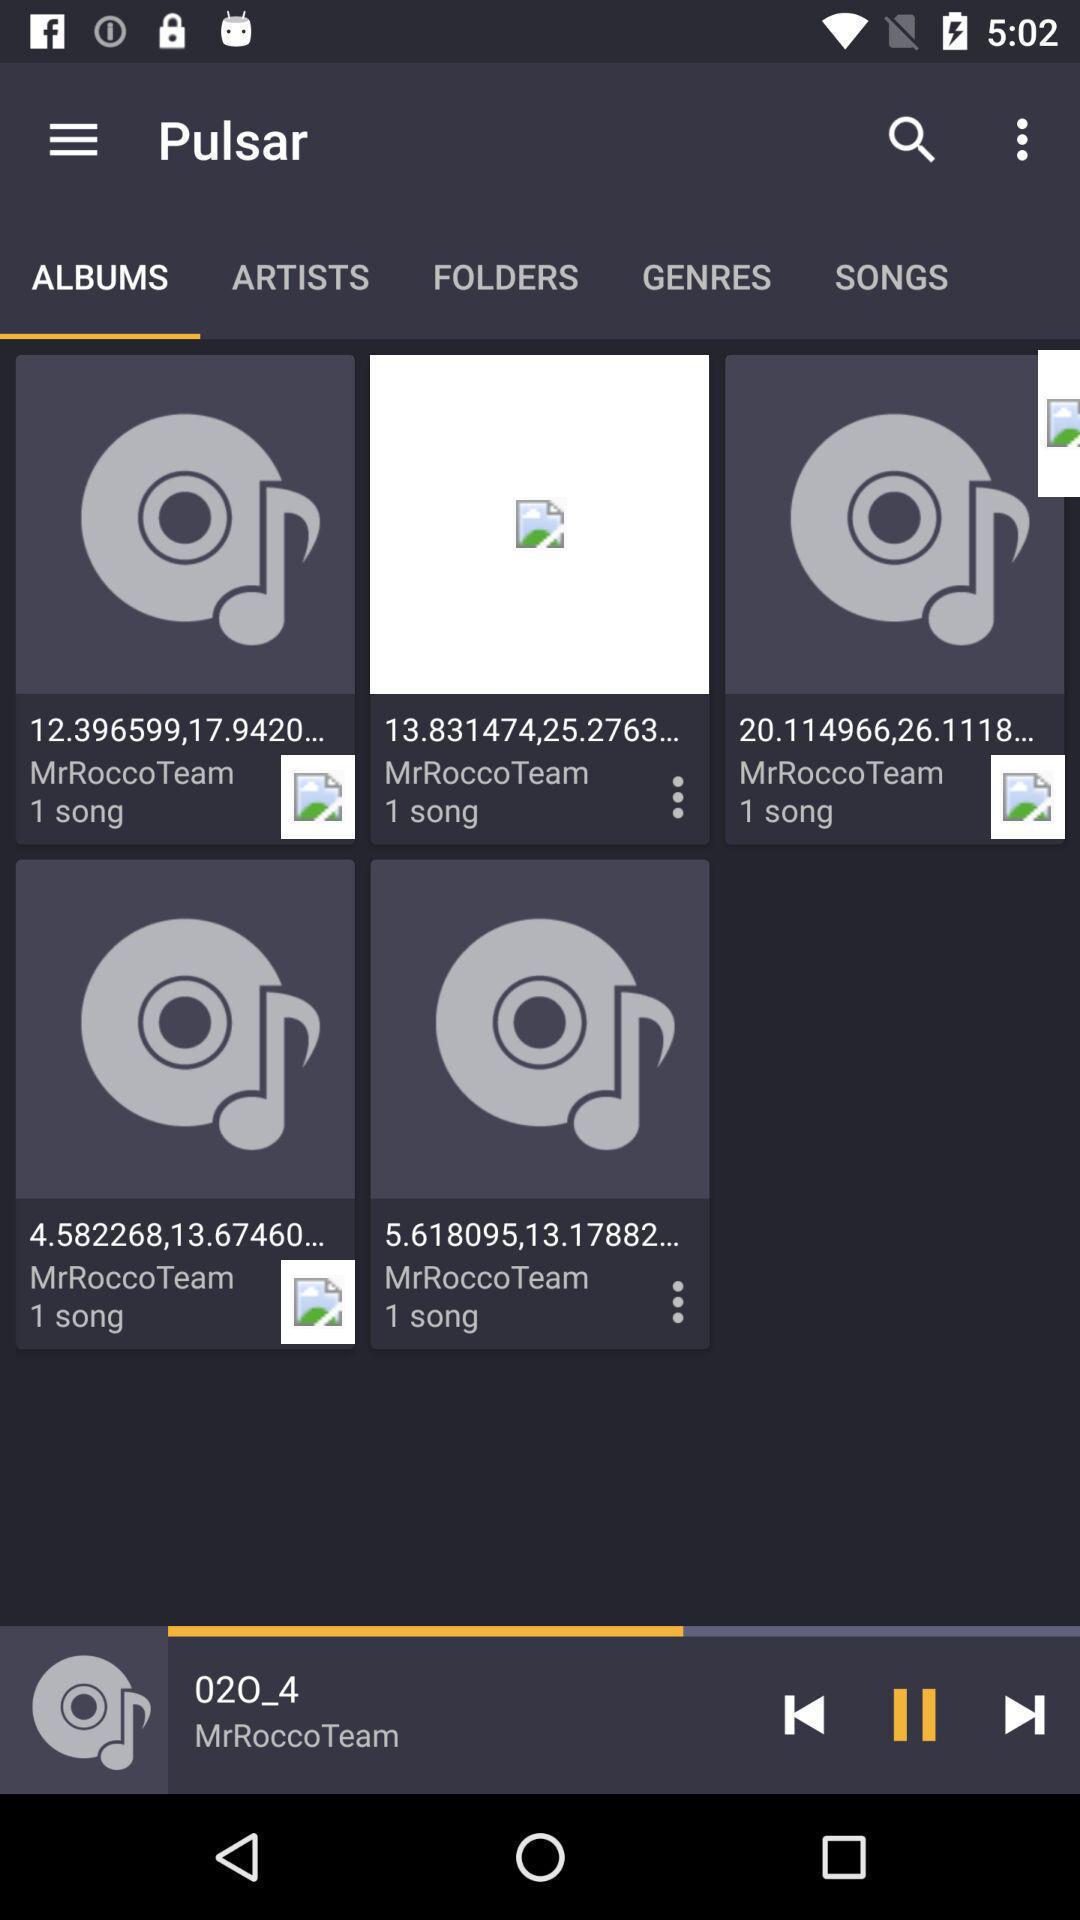 5:02
Pulsar
ALBUMS ARTISTS FOLDERS GENRES SONGS
12.396599,17.9420...
MrRoccoTeam
1 song
13.831474,25.2763...
MrRoccoTeam
1 song
20.114966,26.1118...
MrRoccoTeam
1 song
4.582268,13.67460...
MrRoccoTeam
1 song
5.618095,13.17882...
MrRoccoTeam
1 song
02O_4
MrRoccoTeam